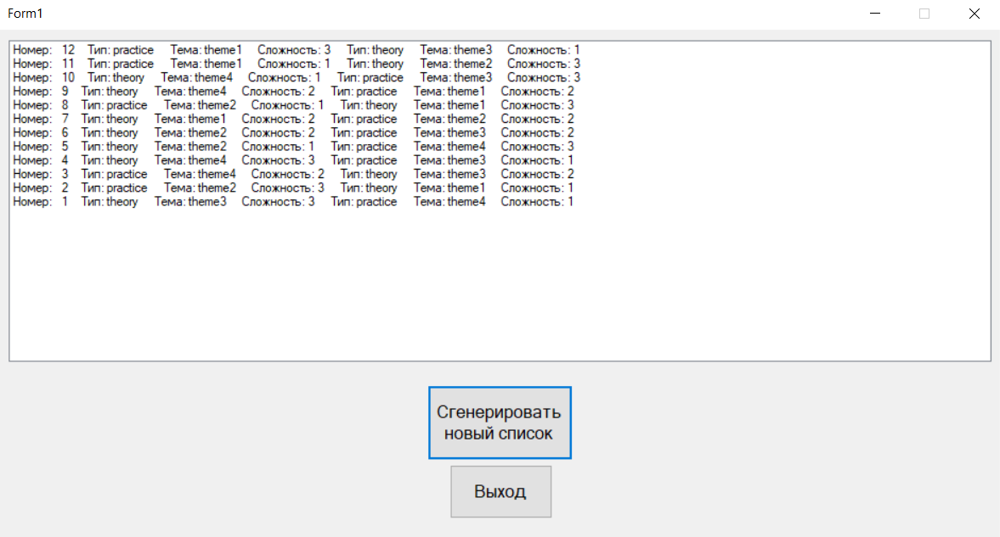 Form1
Номер: 12 Тип: practice Тема: theme1 Сложность: 3 Тип: theory Тема: theme3 Сложность: 1
Номер: 11 Тип: practice Тема: theme1 Сложность: 1 Тип: theory Тема: theme2 Сложность: 3
Номер: 10 Тип: theory Тема: theme4 Сложность: 1 Тип: practice Тема: theme3 Сложность: 3
Номер: 9 Тип: theory Тема: theme4 Сложность: 2 Тип: practice Тема: theme1 Сложность: 2
Номер: 8 Тип: practice Тема: theme2 Сложность: 1 Тип: theory Тема: theme1 Сложность: 3
Номер: 7 Тип: theory Тема: theme1 Сложность: 2 Тип: practice Тема: theme2 Сложность: 2
Номер: 6 Тип: theory Тема: theme2 Сложность: 2 Тип: practice Тема: theme3 Сложность: 2
Номер: 5 Тип: theory Тема: theme2 Сложность: 1 Тип: practice Тема: theme4 Сложность: 3
Номер: 4 Тип: theory Тема: theme4 Сложность: 3 Тип: practice Тема: theme3 Сложность: 1
Номер: 3 Тип: practice Тема: theme4 Сложность: 2 Тип: theory Тема: theme3 Сложность: 2
Номер: 2 Тип: practice Тема: theme2 Сложность: 3 Тип: theory Тема: theme1 Сложность: 1
Номер: 1 Тип: theory Тема: theme3 Сложность: 3 Тип: practice Тема: theme4 Сложность: 1
Сгенерировать
новый список
Выход